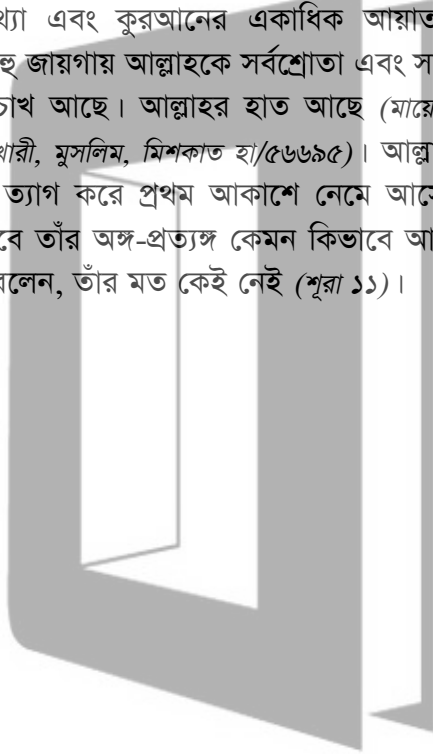 থ্যা এবং কুরআনের একাধিক আয়াত
হু জায়গায় আল্লাহকে সর্বশ্রোতা এবং স
চাখ আছে। আল্লাহর হাত আছে (মায়ে
খারী, মুসলিম, মিশকাত হা/৫৬৬৯৫)। আল্লা
ত্যাগ করে প্রথম আকাশে নেমে আসে
বে তাঁর অঙ্গ-প্রত্যঙ্গ কেমন কিভাবে আ
বলেন, তাঁর মত কেই নেই (শূরা ১১)।